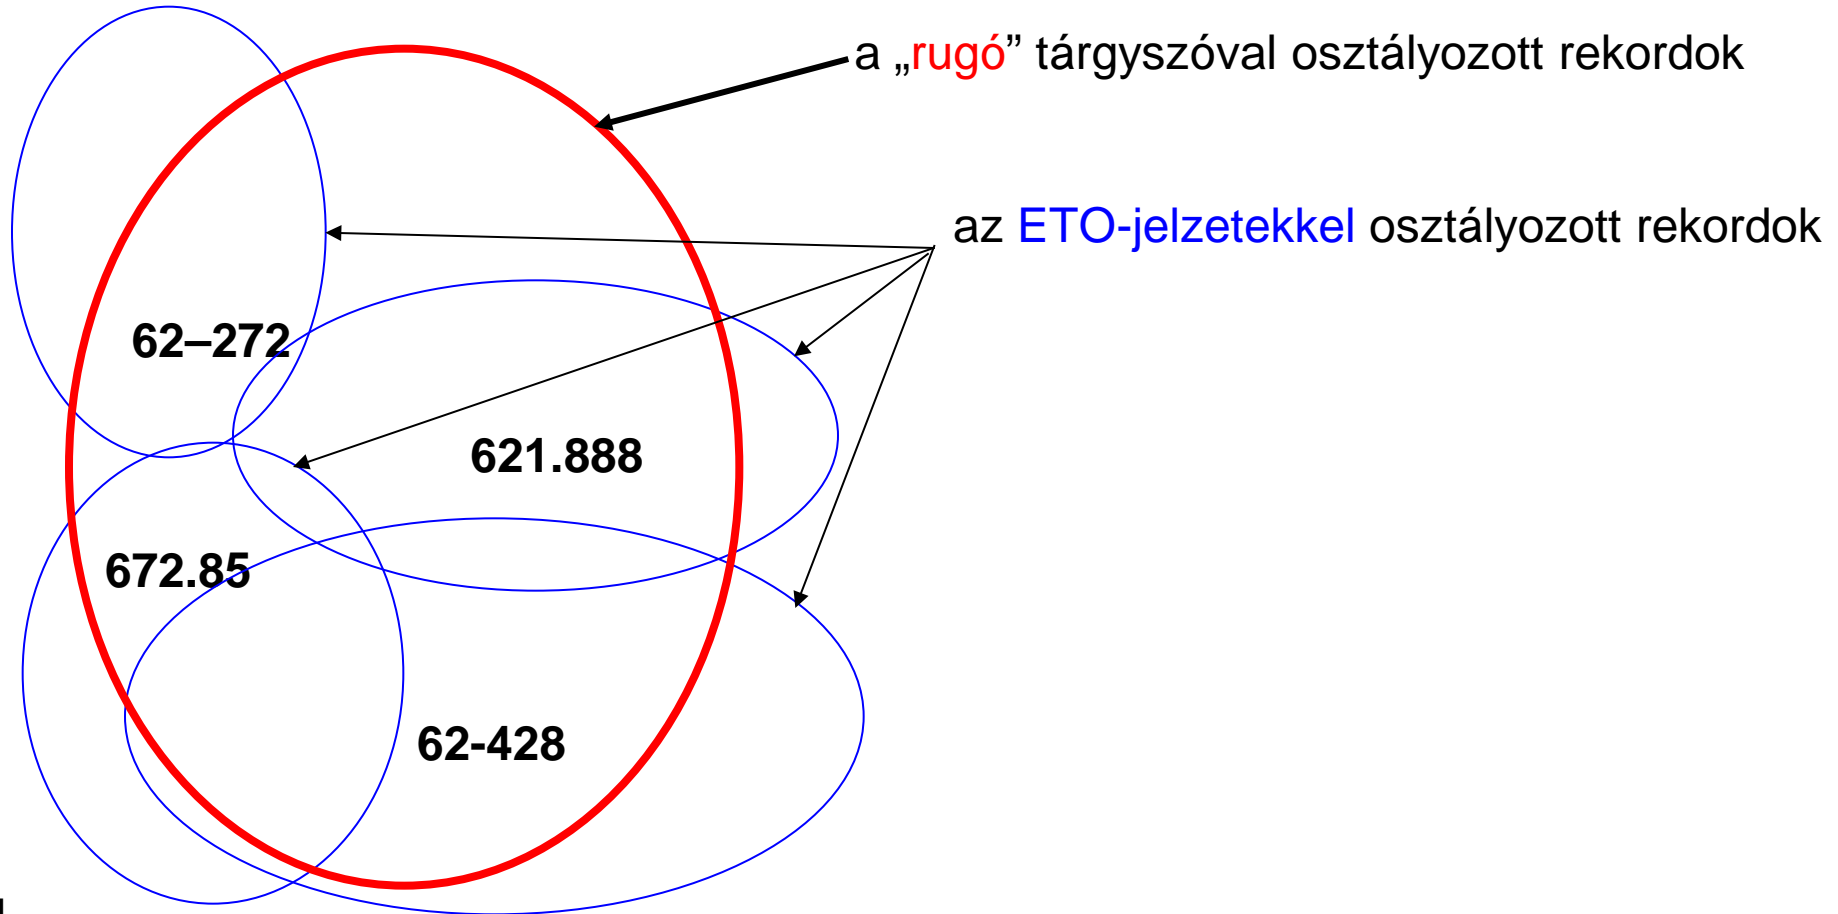 a „rugó” tárgyszóval osztályozott rekordok
az ETO-jelzetekkel osztályozott rekordok
62–272
621.888
672.85
62-428